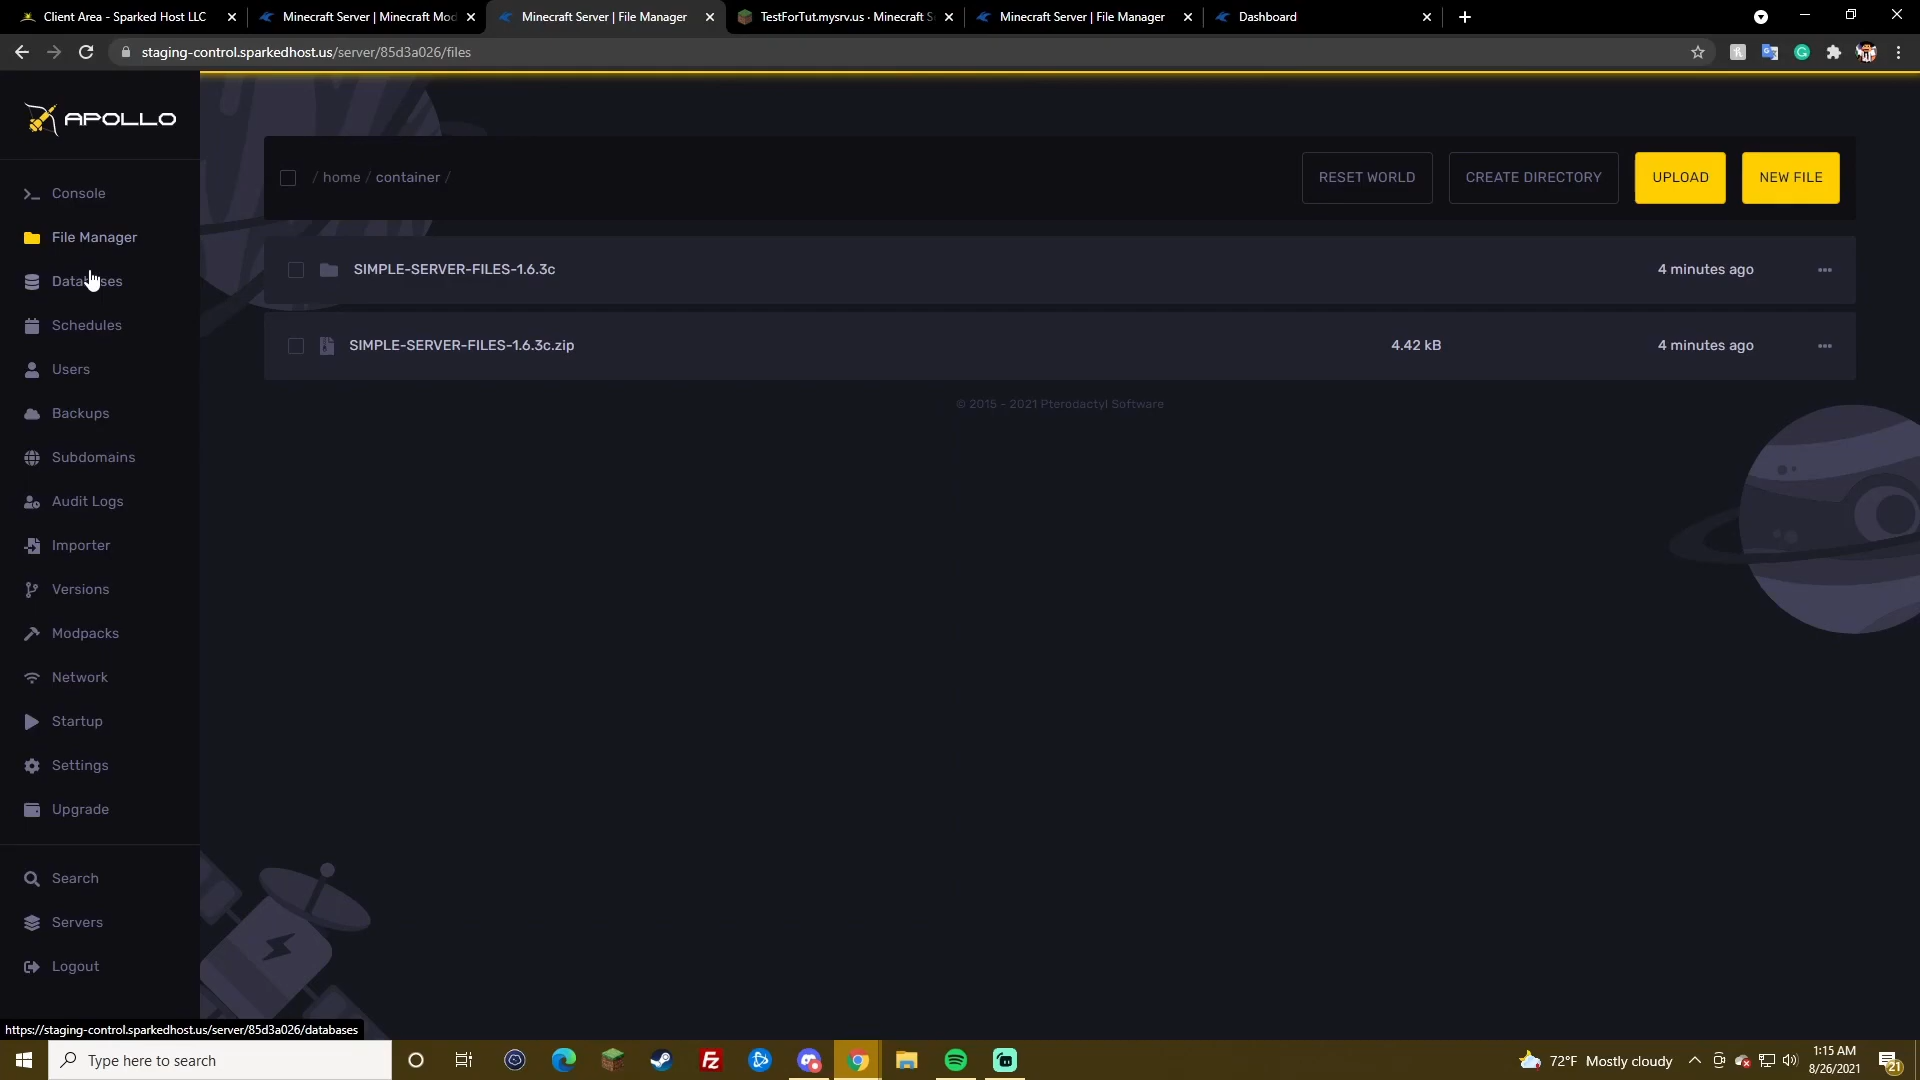 Client Area - Sparked Host LLC
Minecraft Server | Minecraft Mod
Minecraft Server | File Manager
TestForTut.mysrv.us · Minecraft S
Minecraft Server | File Manager
Dashboard
staging-control.sparkedhost.us/server/85d3a026/files
APOLLO
Console
File Manager
Databases
Schedules
Users
Backups
Subdomains
Audit Logs
Importer
Versions
Modpacks
Network
Startup
Settings
Upgrade
Search
Servers
Logout
/ home / container /
RESET WORLD
CREATE DIRECTORY
UPLOAD
NEW FILE
SIMPLE-SERVER-FILES-1.6.3c
4 minutes ago
SIMPLE-SERVER-FILES-1.6.3c.zip
4.42 kB
4 minutes ago
© 2015 - 2021 Pterodactyl Software
https://staging-control.sparkedhost.us/server/85d3a026/databases
Type here to search
72°F Mostly cloudy
1:15 AM
8/26/2021
21